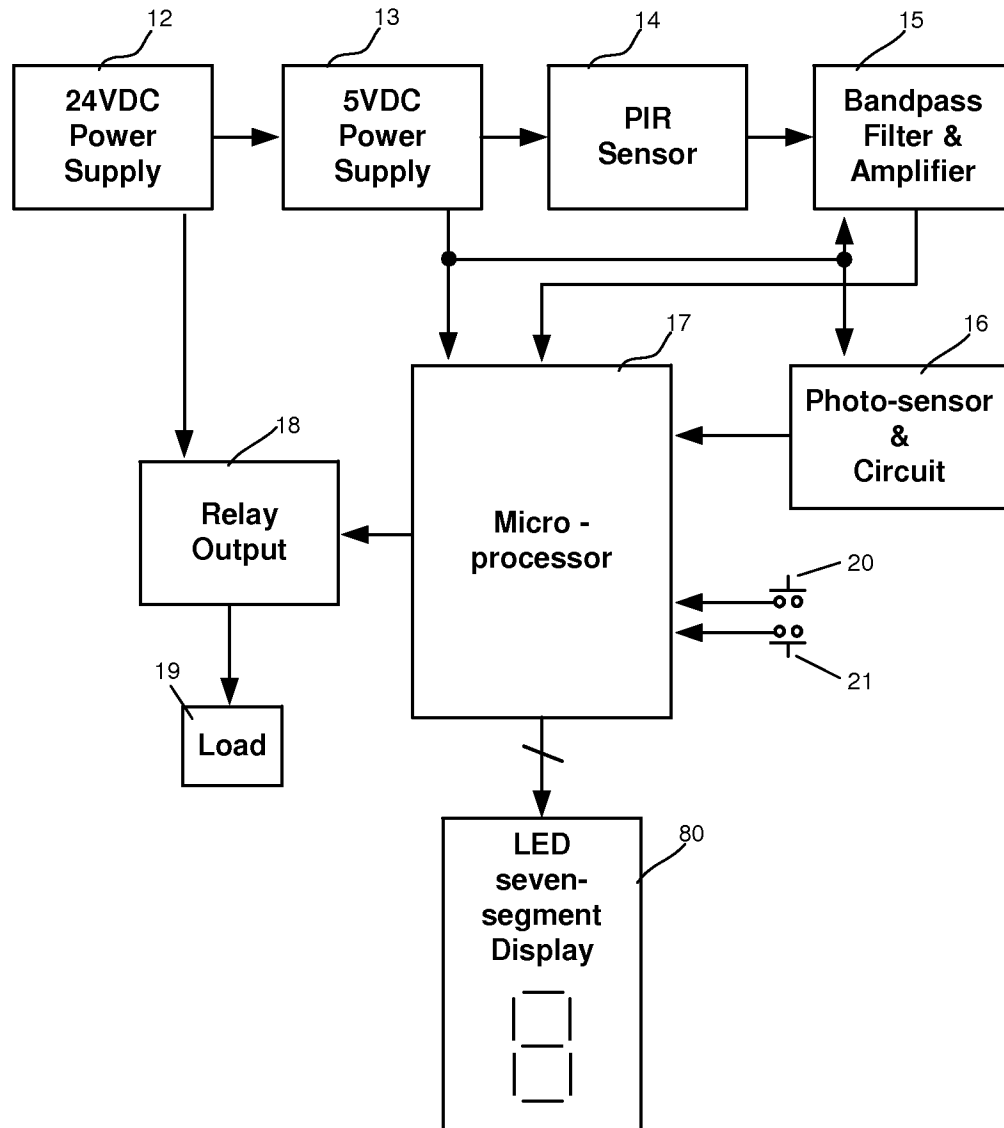 12
13
14
15
24VDC
Power
Supply
5VDC
Power
Supply
PIR
Sensor
Bandpass
Filter &
Amplifier
17
16
Photo-sensor
&
Circuit
18
Relay
Output
Micro -
processor
20
21
19
Load
80
LED
seven-
segment
Display